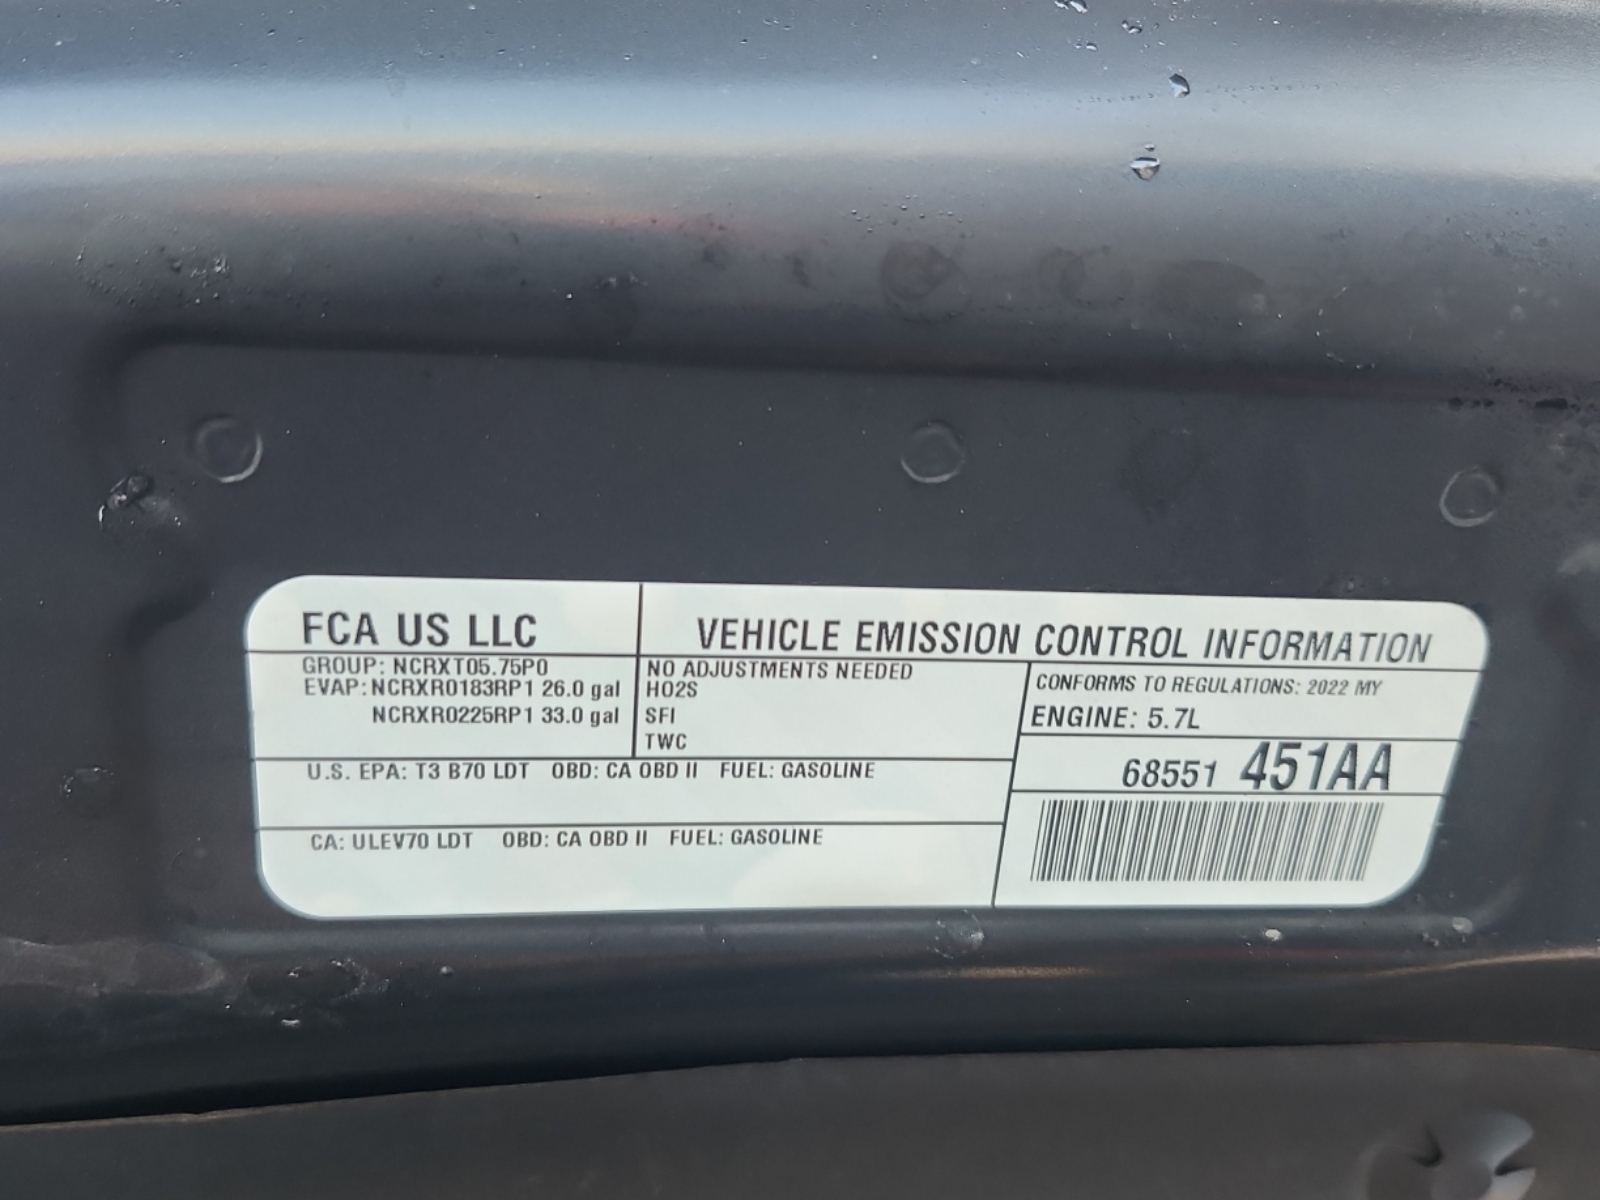 FCA US LLC
VEHICLE EMISSION CONTROL INFORMATION
GROUP: NCRXT05.75P0
EVAP: NCRXR0183RP1 26.0 gal
NCRXR0225RP1 33.0 gal
NO ADJUSTMENTS NEEDED
HO2S
SFI
TWC
CONFORMS TO REGULATIONS: 2022 MY
ENGINE: 5.7L
68551 451AA
U.S. EPA: T3 B70 LDT OBD: CA OBD II FUEL: GASOLINE
CA: ULEV70 LDT OBD: CA OBD II FUEL: GASOLINE